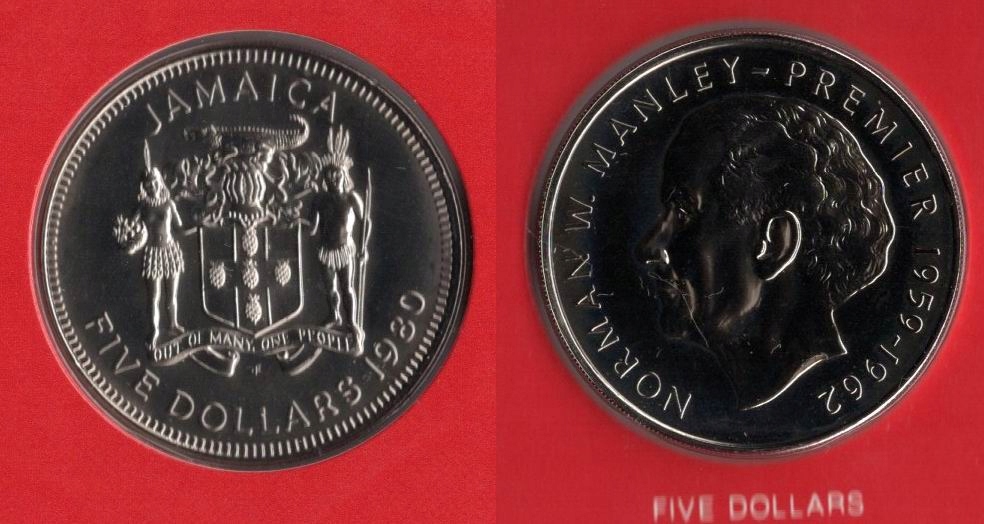 JAMAICA
OUT OF MANY, ONE PEOPLE
FIVE DOLLARS 1980
NORMAN W. MANLEY - PREMIER 1959-1962
FIVE DOLLARS